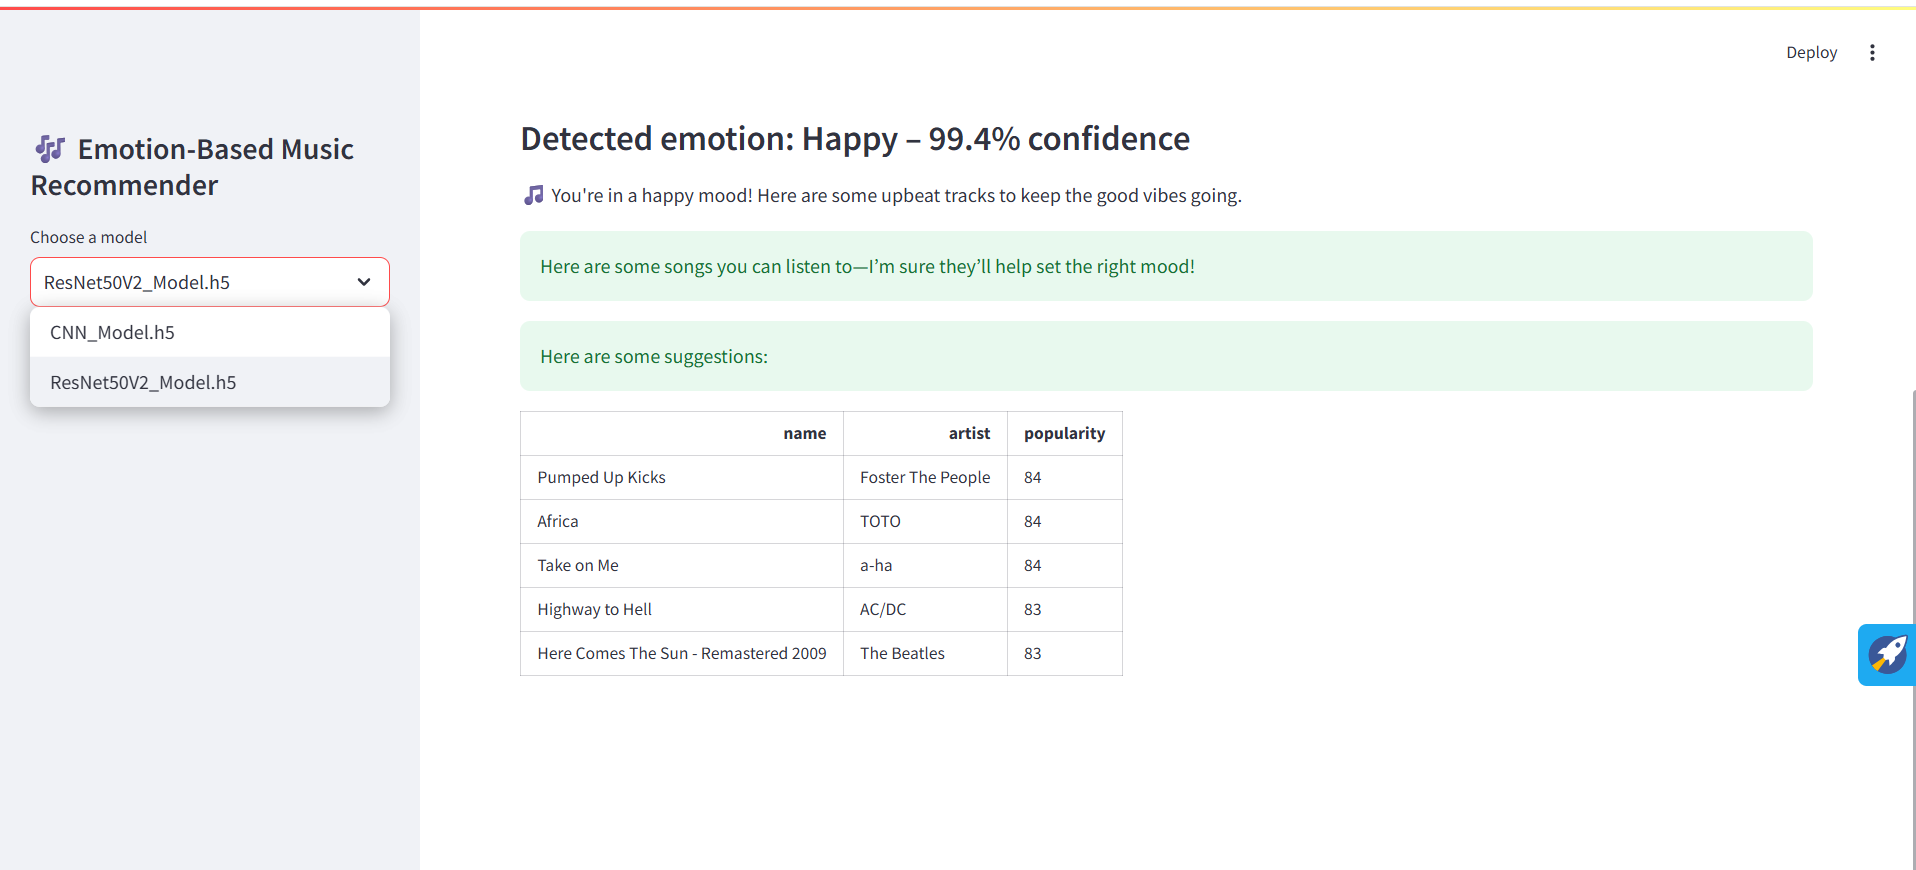 Deploy
🎶 Emotion-Based Music
Recommender
Choose a model
ResNet50V2_Model.h5
CNN_Model.h5
ResNet50V2_Model.h5
Detected emotion: Happy – 99.4% confidence
🎵 You're in a happy mood! Here are some upbeat tracks to keep the good vibes going.
Here are some songs you can listen to—I’m sure they’ll help set the right mood!
Here are some suggestions:
name artist popularity
Pumped Up Kicks Foster The People 84
Africa TOTO 84
Take on Me a-ha 84
Highway to Hell AC/DC 83
Here Comes The Sun - Remastered 2009 The Beatles 83